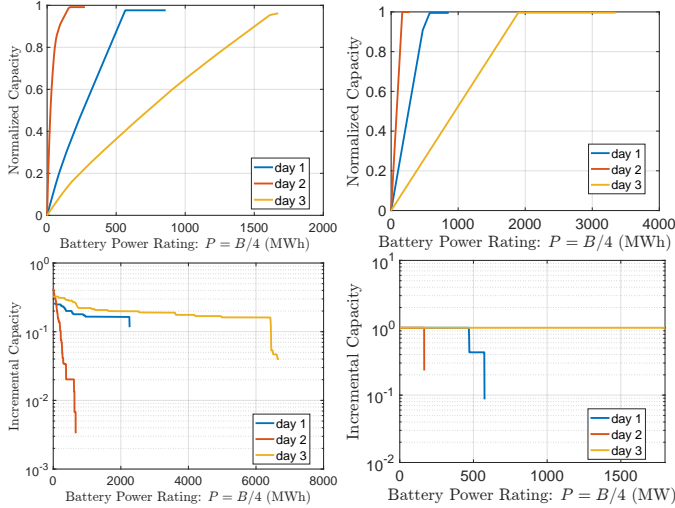 1
0.8
0.6
0.4
0.2
0
Normalized Capacity
day 1
day 2
day 3
0 500 1000 1500 2000
Battery Power Rating: P = B/4 (MWh)
1
0.8
0.6
0.4
0.2
0
Normalized Capacity
day 1
day 2
day 3
0 1000 2000 3000 4000
Battery Power Rating: P = B/4 (MWh)
10^0
10^-1
10^-2
10^-3
Incremental Capacity
day 1
day 2
day 3
0 2000 4000 6000 8000
Battery Power Rating: P = B/4 (MWh)
10^1
10^0
10^-1
10^-2
Incremental Capacity
day 1
day 2
day 3
0 500 1000 1500
Battery Power Rating: P = B/4 (MW)